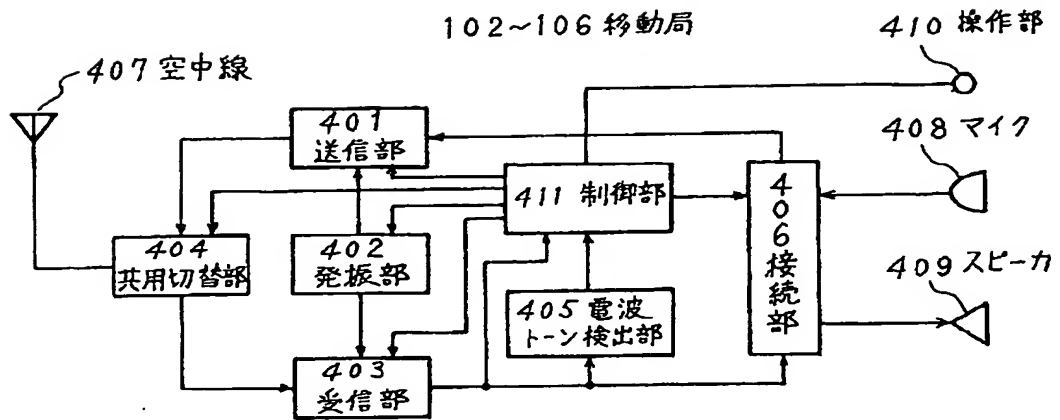 102~106 移動局
410 操作部
407 空中線
401
送信部
408 マイク
411 制御部
406接続部
404
共用切替部
402
発振部
409 スピーカ
405 電波
トーン検出部
403
受信部